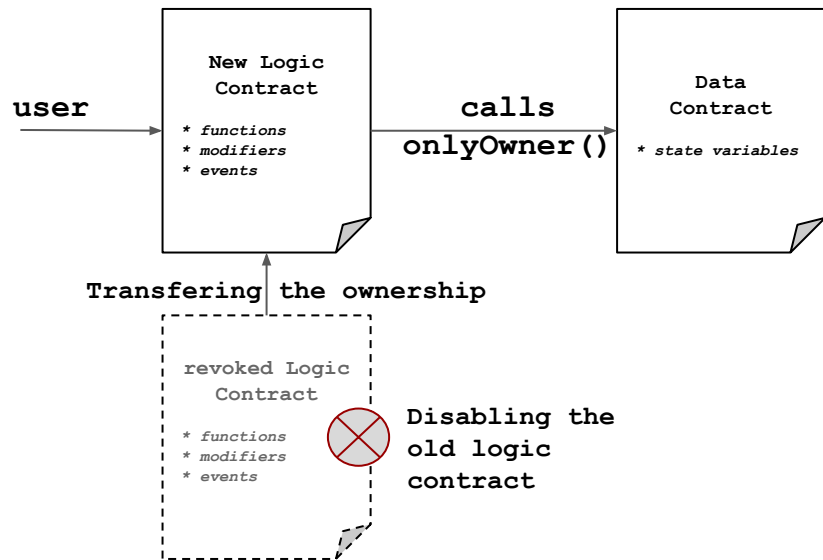 user
New Logic
Contract
* functions
* modifiers
* events
calls
onlyOwner()
Data
Contract
* state variables
Transfering the ownership
revoked Logic
Contract
* functions
* modifiers
* events
Disabling the
old logic
contract